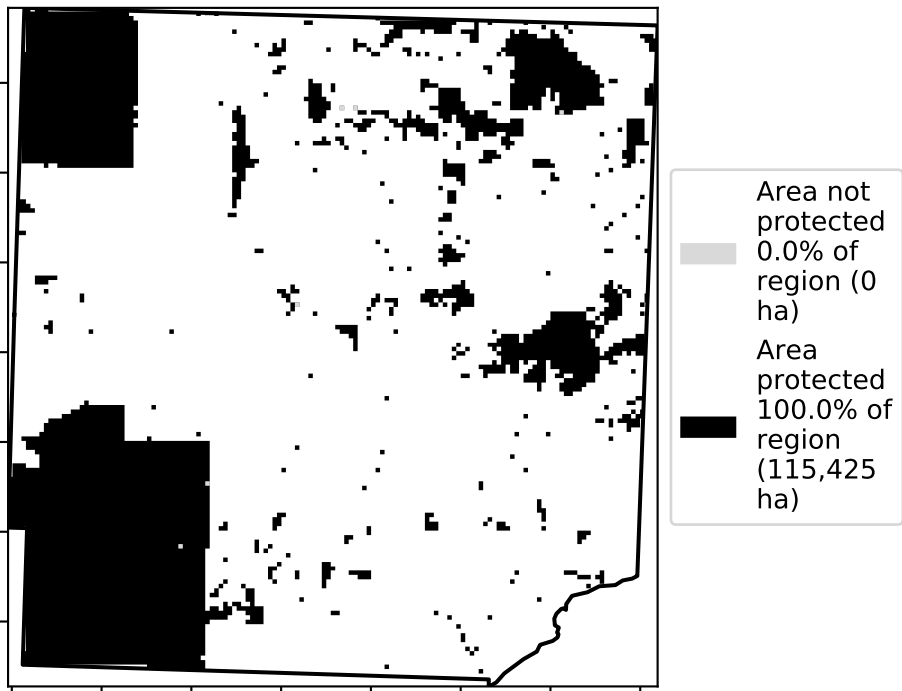 Area not
protected
0.0% of
region (0
ha)
Area
protected
100.0% of
region
(115,425
ha)